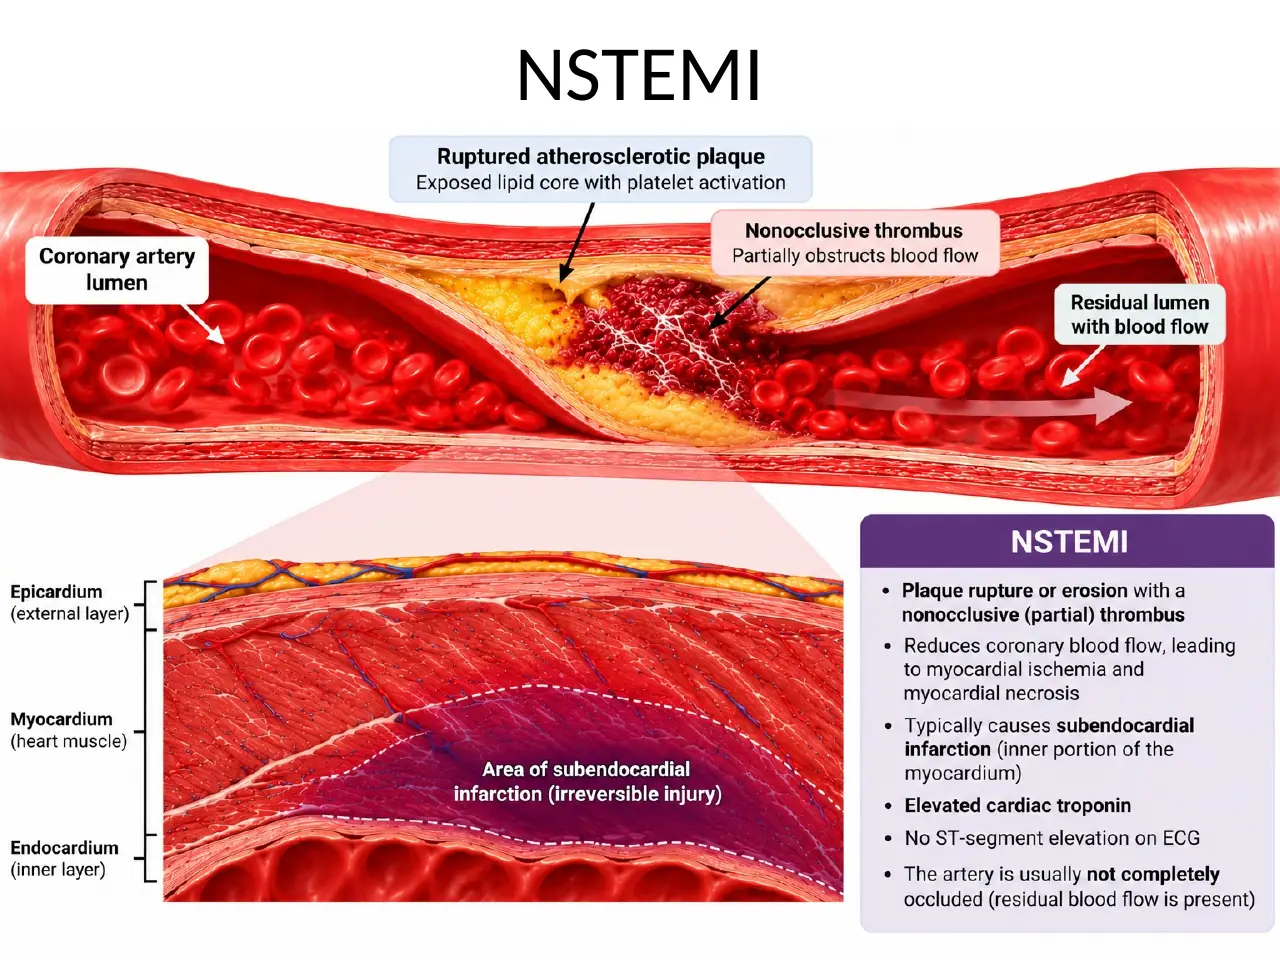 NSTEMI
Ruptured atherosclerotic plaque
Exposed lipid core with platelet activation
Nonocclusive thrombus
Partially obstructs blood flow
Coronary artery
lumen
Residual lumen
with blood flow
Epicardium
(external layer)
Myocardium
(heart muscle)
Endocardium
(inner layer)
Area of subendocardial
infarction (irreversible injury)
NSTEMI
• Plaque rupture or erosion with a
nonocclusive (partial) thrombus
• Reduces coronary blood flow, leading
to myocardial ischemia and
myocardial necrosis
• Typically causes subendocardial
infarction (inner portion of the
myocardium)
• Elevated cardiac troponin
• No ST-segment elevation on ECG
• The artery is usually not completely
occluded (residual blood flow is present)